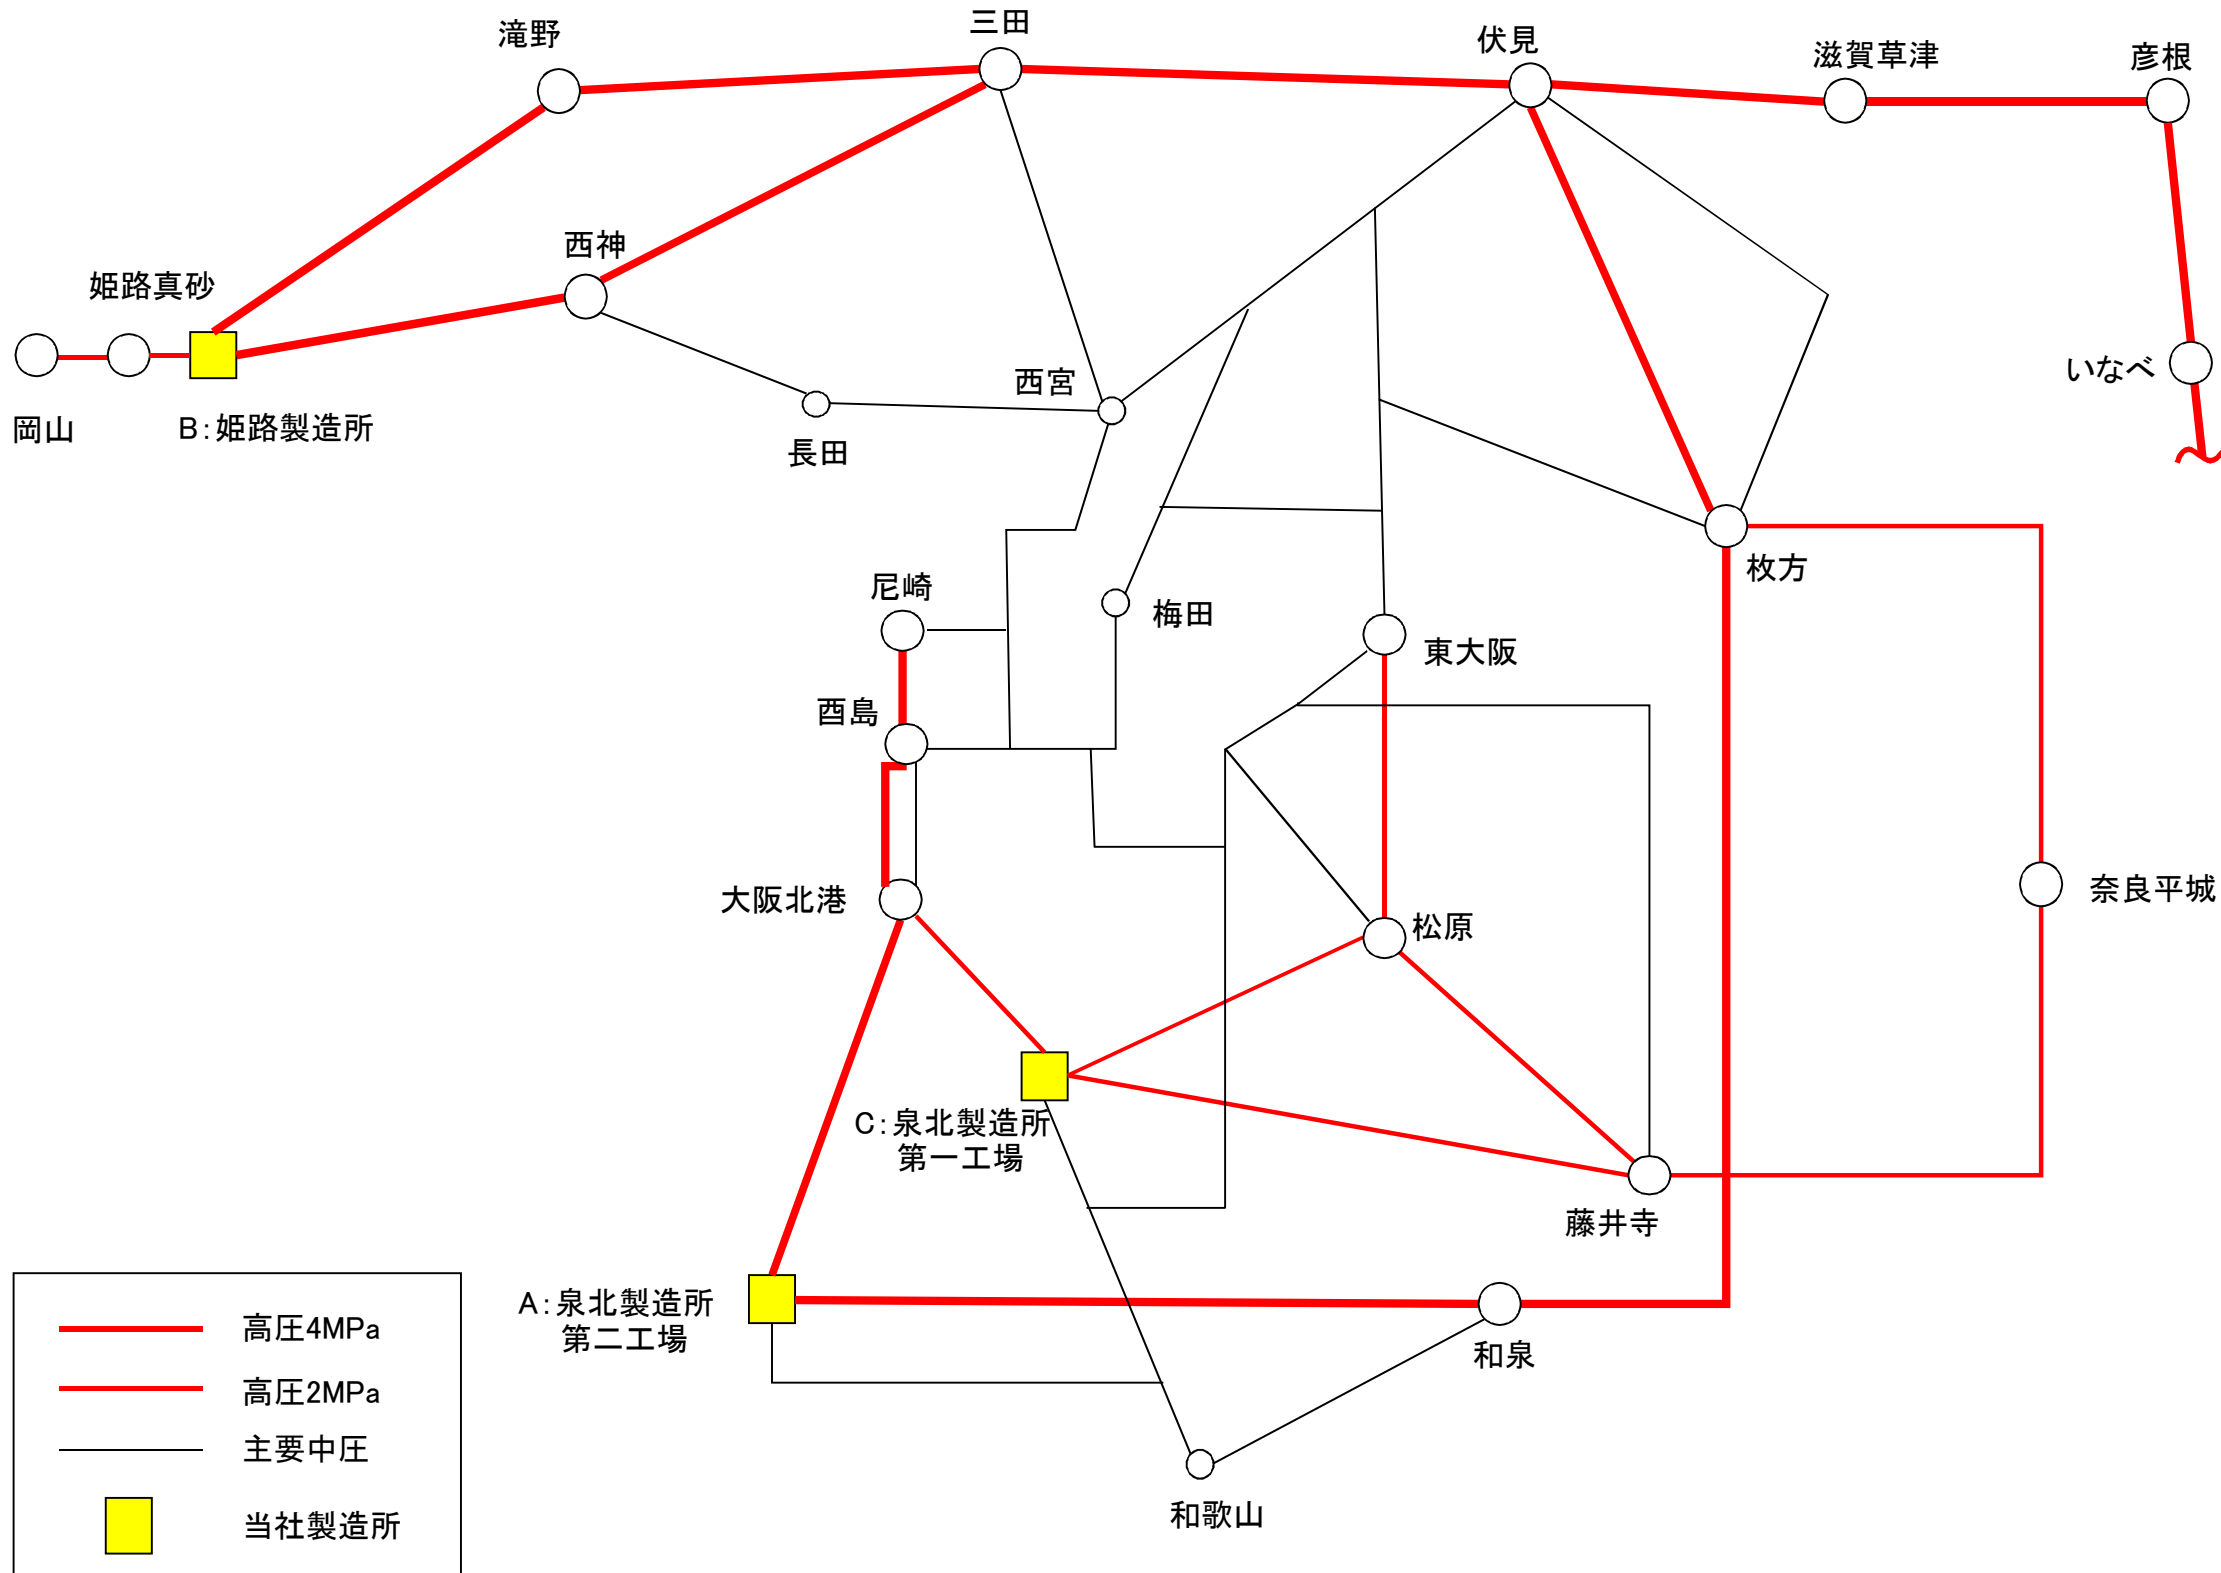 三田
滝野
伏見
滋賀草津
彦根
西神
姫路真砂
いなべ
西宮
岡山
B:姫路製造所
長田
枚方
尼崎
梅田
東大阪
酉島
大阪北港
奈良平城
松原
C:泉北製造所
第一工場
藤井寺
A:泉北製造所
第二工場
和泉
和歌山
高圧4MPa
高圧2MPa
主要中圧
当社製造所